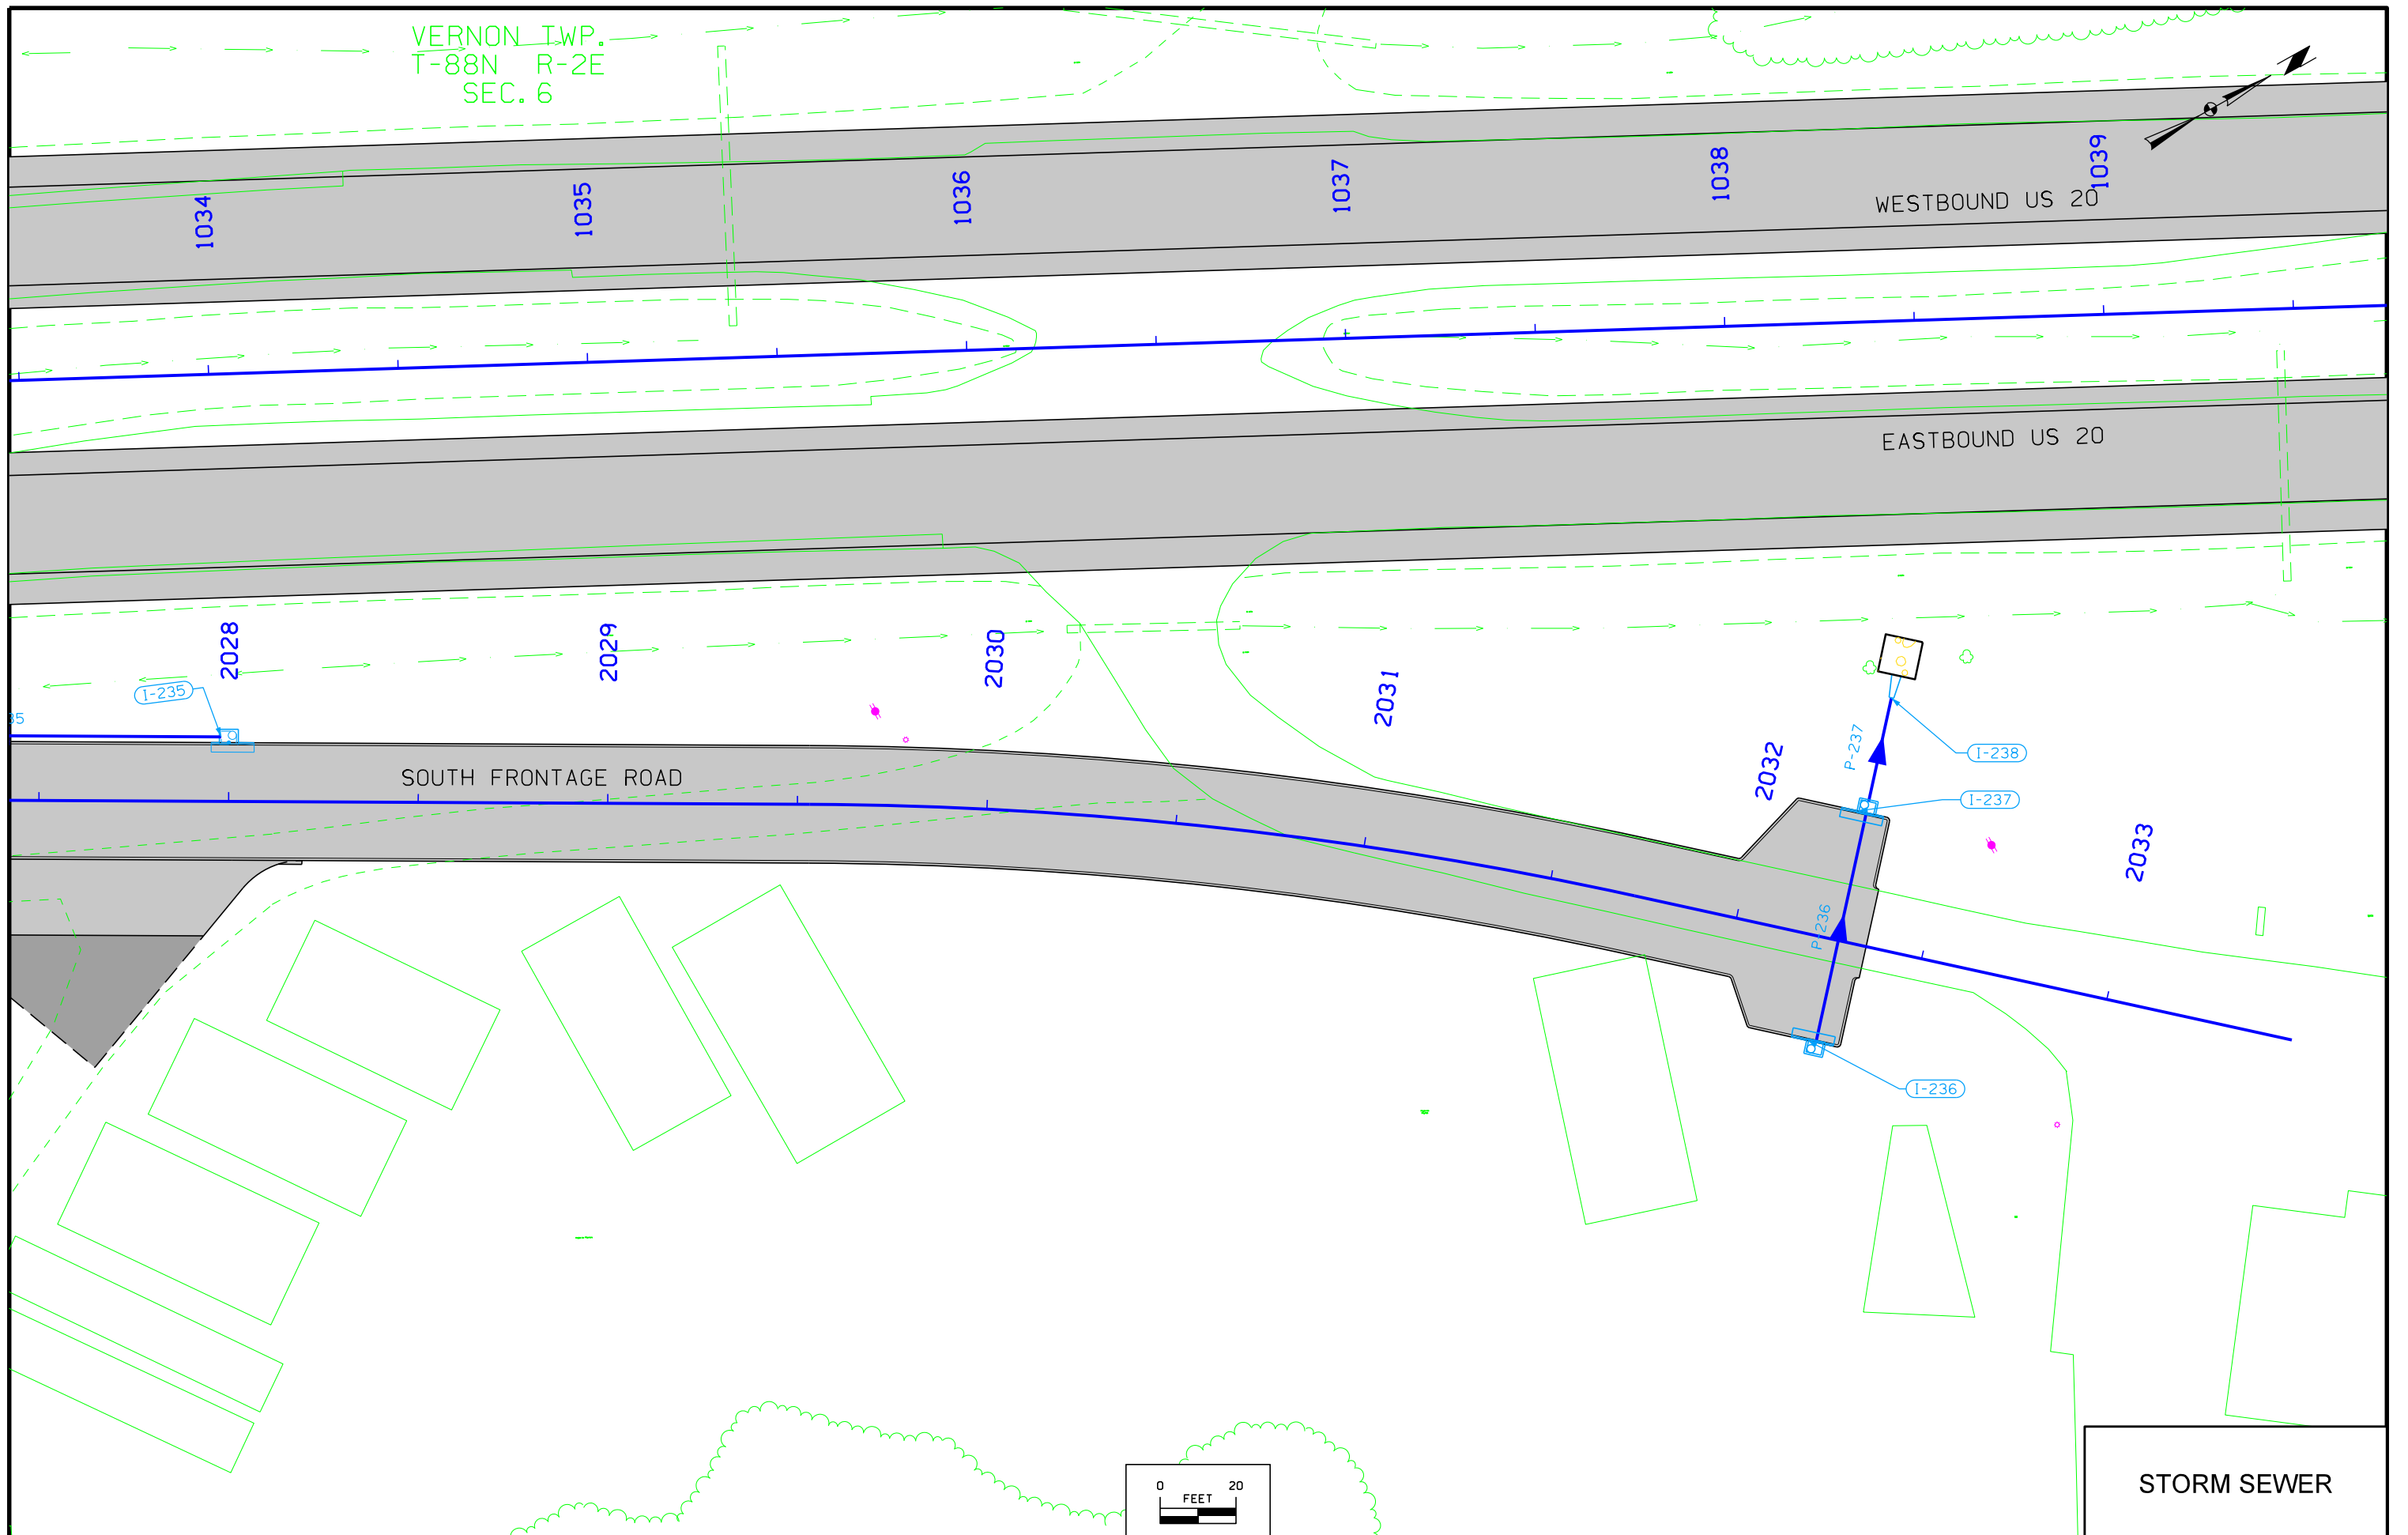 VERNON TWP.
T-88N R-2E
SEC. 6
N
1034
1035
1036
1037
1038
1039
WESTBOUND US 20
EASTBOUND US 20
2028
2029
2030
2031
2032
2033
I-235
35
SOUTH FRONTAGE ROAD
P-237
I-238
I-237
P-236
I-236
0 20
FEET
STORM SEWER